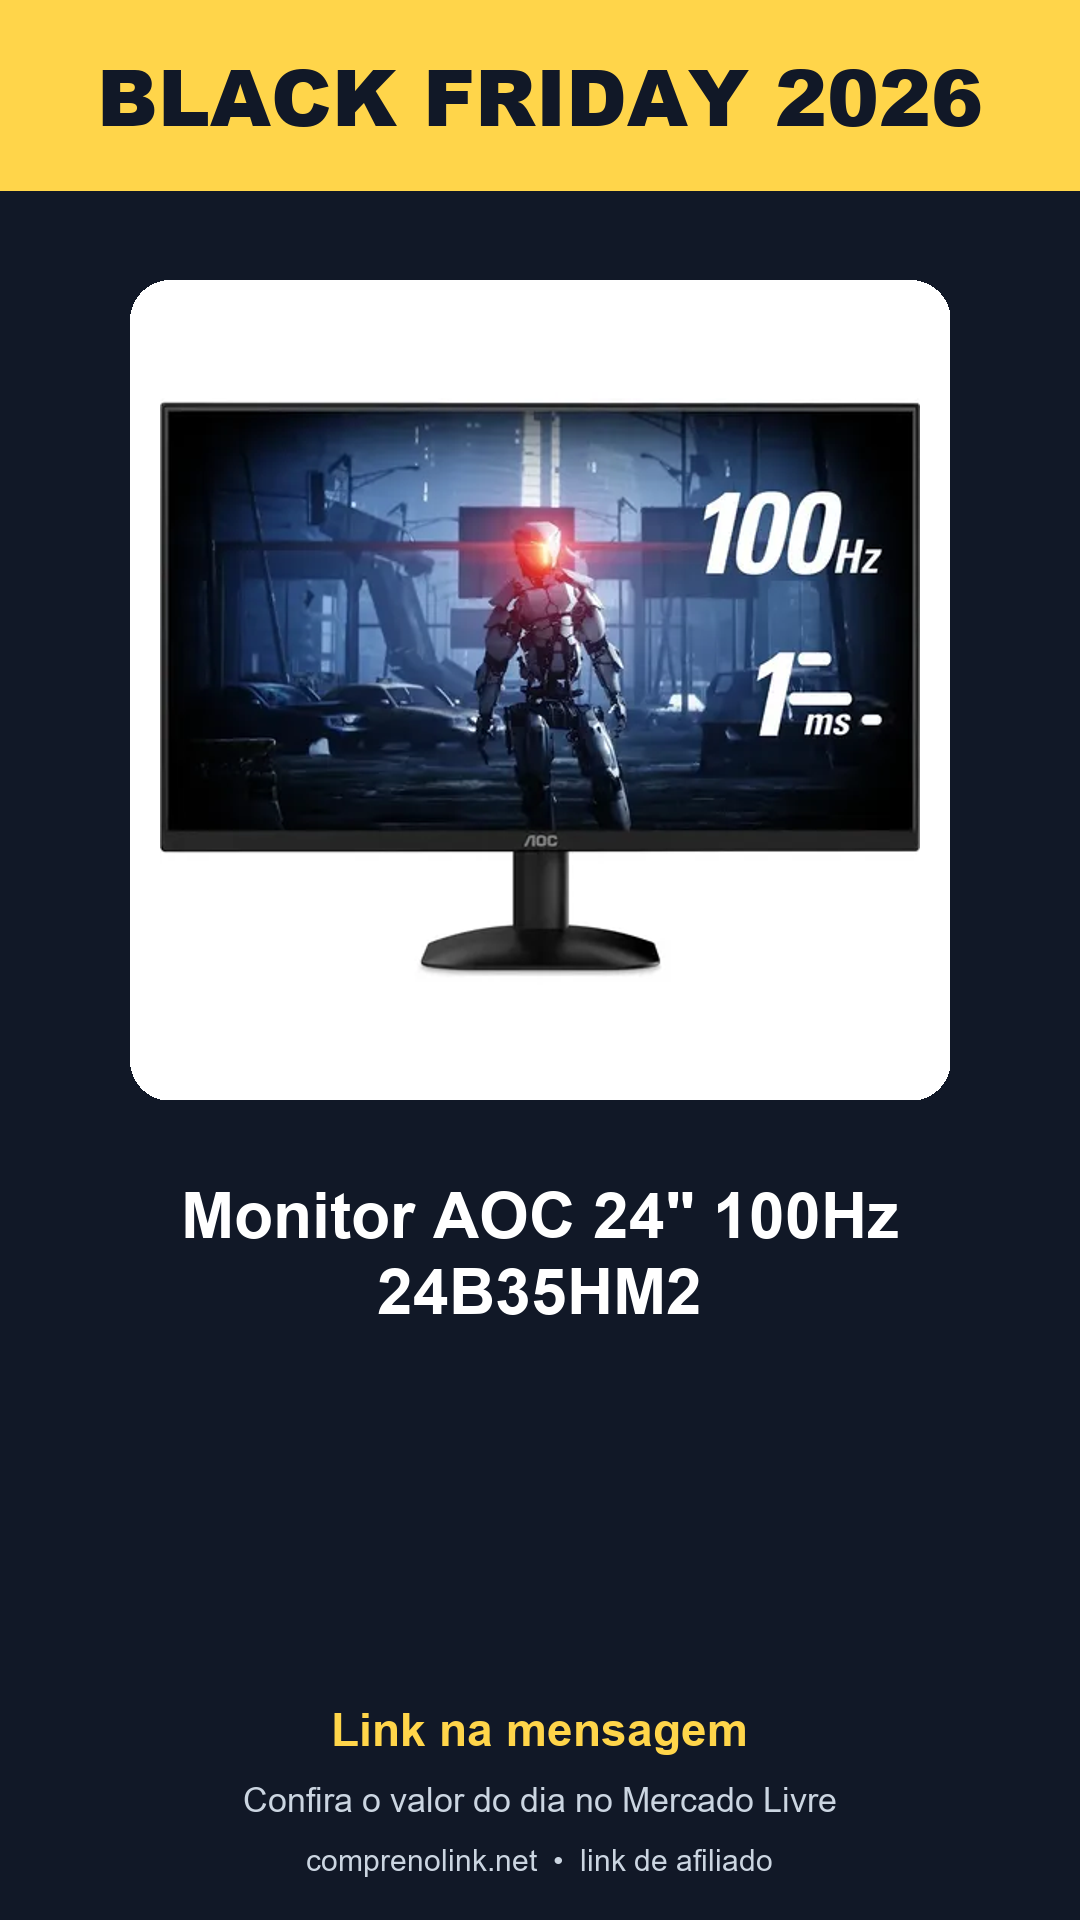 BLACK FRIDAY 2026
100Hz
1ms
AOC
Monitor AOC 24" 100Hz
24B35HM2
Link na mensagem
Confira o valor do dia no Mercado Livre
comprenolink.net • link de afiliado